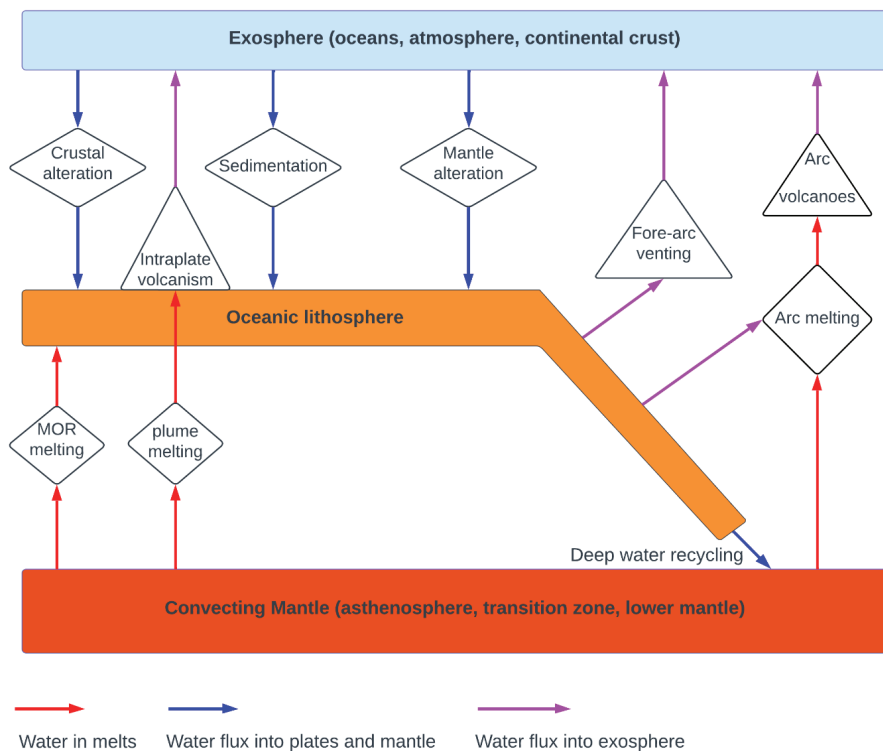 Exosphere (oceans, atmosphere, continental crust)
Crustal
alteration
Sedimentation
Mantle
alteration
Arc
volcanoes
Intraplate
volcanism
Fore-arc
venting
Oceanic lithosphere
Arc melting
MOR
melting
plume
melting
Deep water recycling
Convecting Mantle (asthenosphere, transition zone, lower mantle)
Water in melts
Water flux into plates and mantle
Water flux into exosphere